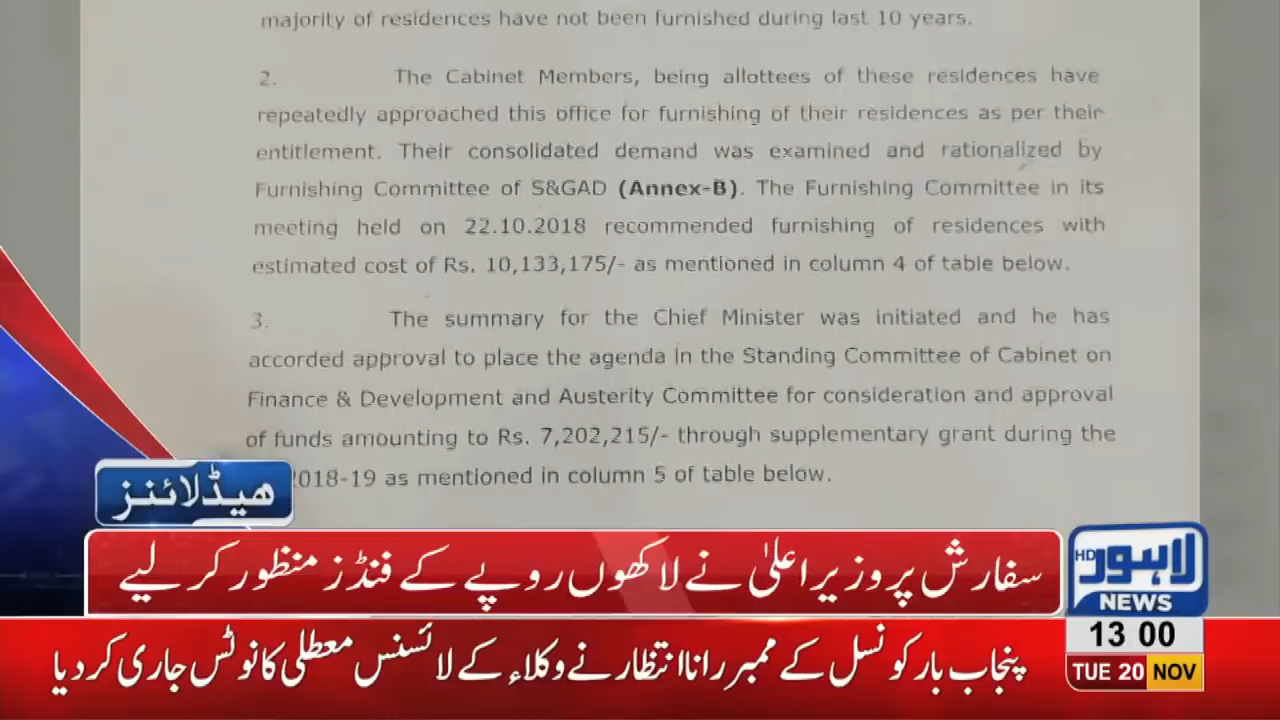 majority of residences have not been furnished during last 10 years.
2. The Cabinet Members, being allottees of these residences have
repeatedly approached this office for furnishing of their residences as per their
entitlement. Their consolidated demand was examined and rationalized by
Furnishing Committee of S&GAD (Annex-B). The Furnishing Committee in its
meeting held on 22.10.2018 recommended furnishing of residences with
estimated cost of Rs. 10,133,175/- as mentioned in column 4 of table below.
3. The summary for the Chief Minister was initiated and he has
accorded approval to place the agenda in the Standing Committee of Cabinet on
Finance & Development and Austerity Committee for consideration and approval
of funds amounting to Rs. 7,202,215/- through supplementary grant during the
2018-19 as mentioned in column 5 of table below.
ہیڈلائنز
سفارش پر وزیراعلیٰ نے لاکھوں روپے کے فنڈز منظور کر لیے
HD لاہور
NEWS
13 00
TUE 20 NOV
پنجاب بار کونسل کے ممبر رانا انتظار نے وکلاء کے لائسنس معطلی کا نوٹس جاری کر دیا